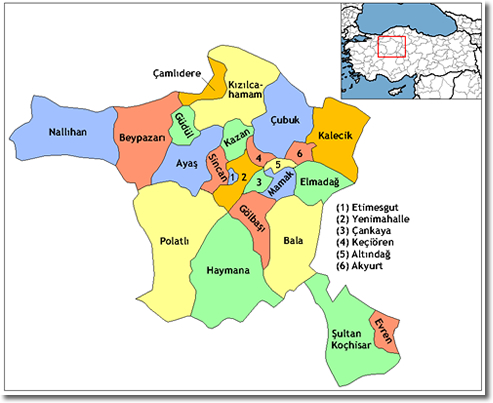 Çamlıdere
Kızılca-
hamam
Nallıhan
Beypazarı
Güdül
Kazan
Çubuk
Kalecik
Ayaş
Sincan
1
2
3
4
5
6
Mamak
Elmadağ
Gölbaşı
Polatlı
Haymana
Bala
(1) Etimesgut
(2) Yenimahalle
(3) Çankaya
(4) Keçiören
(5) Altındağ
(6) Akyurt
Şultan
Koçhisar
Evren